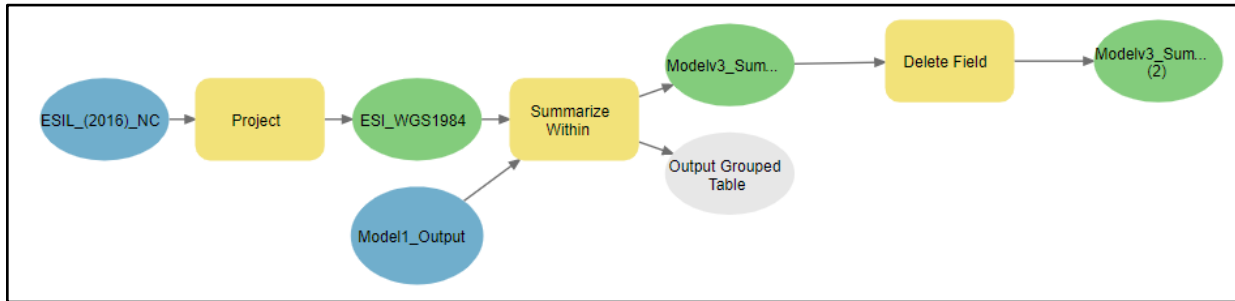 ESIL_(2016)_NC
Project
ESI_WGS1984
Model1_Output
Summarize
Within
Modelv3_Sum...
Output Grouped
Table
Delete Field
Modelv3_Sum...
(2)